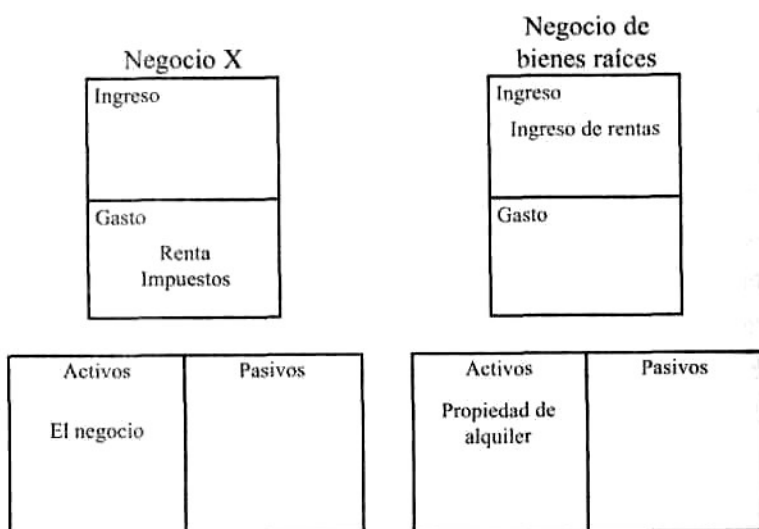 Negocio X
Ingreso
Gasto
Renta
Impuestos
Activos
Pasivos
El negocio
Negocio de
bienes raíces
Ingreso
Ingreso de rentas
Gasto
Activos
Pasivos
Propiedad de
alquiler